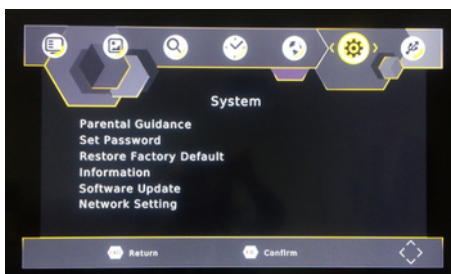 System
Parental Guidance
Set Password
Restore Factory Default
Information
Software Update
Network Setting
Return
Confirm